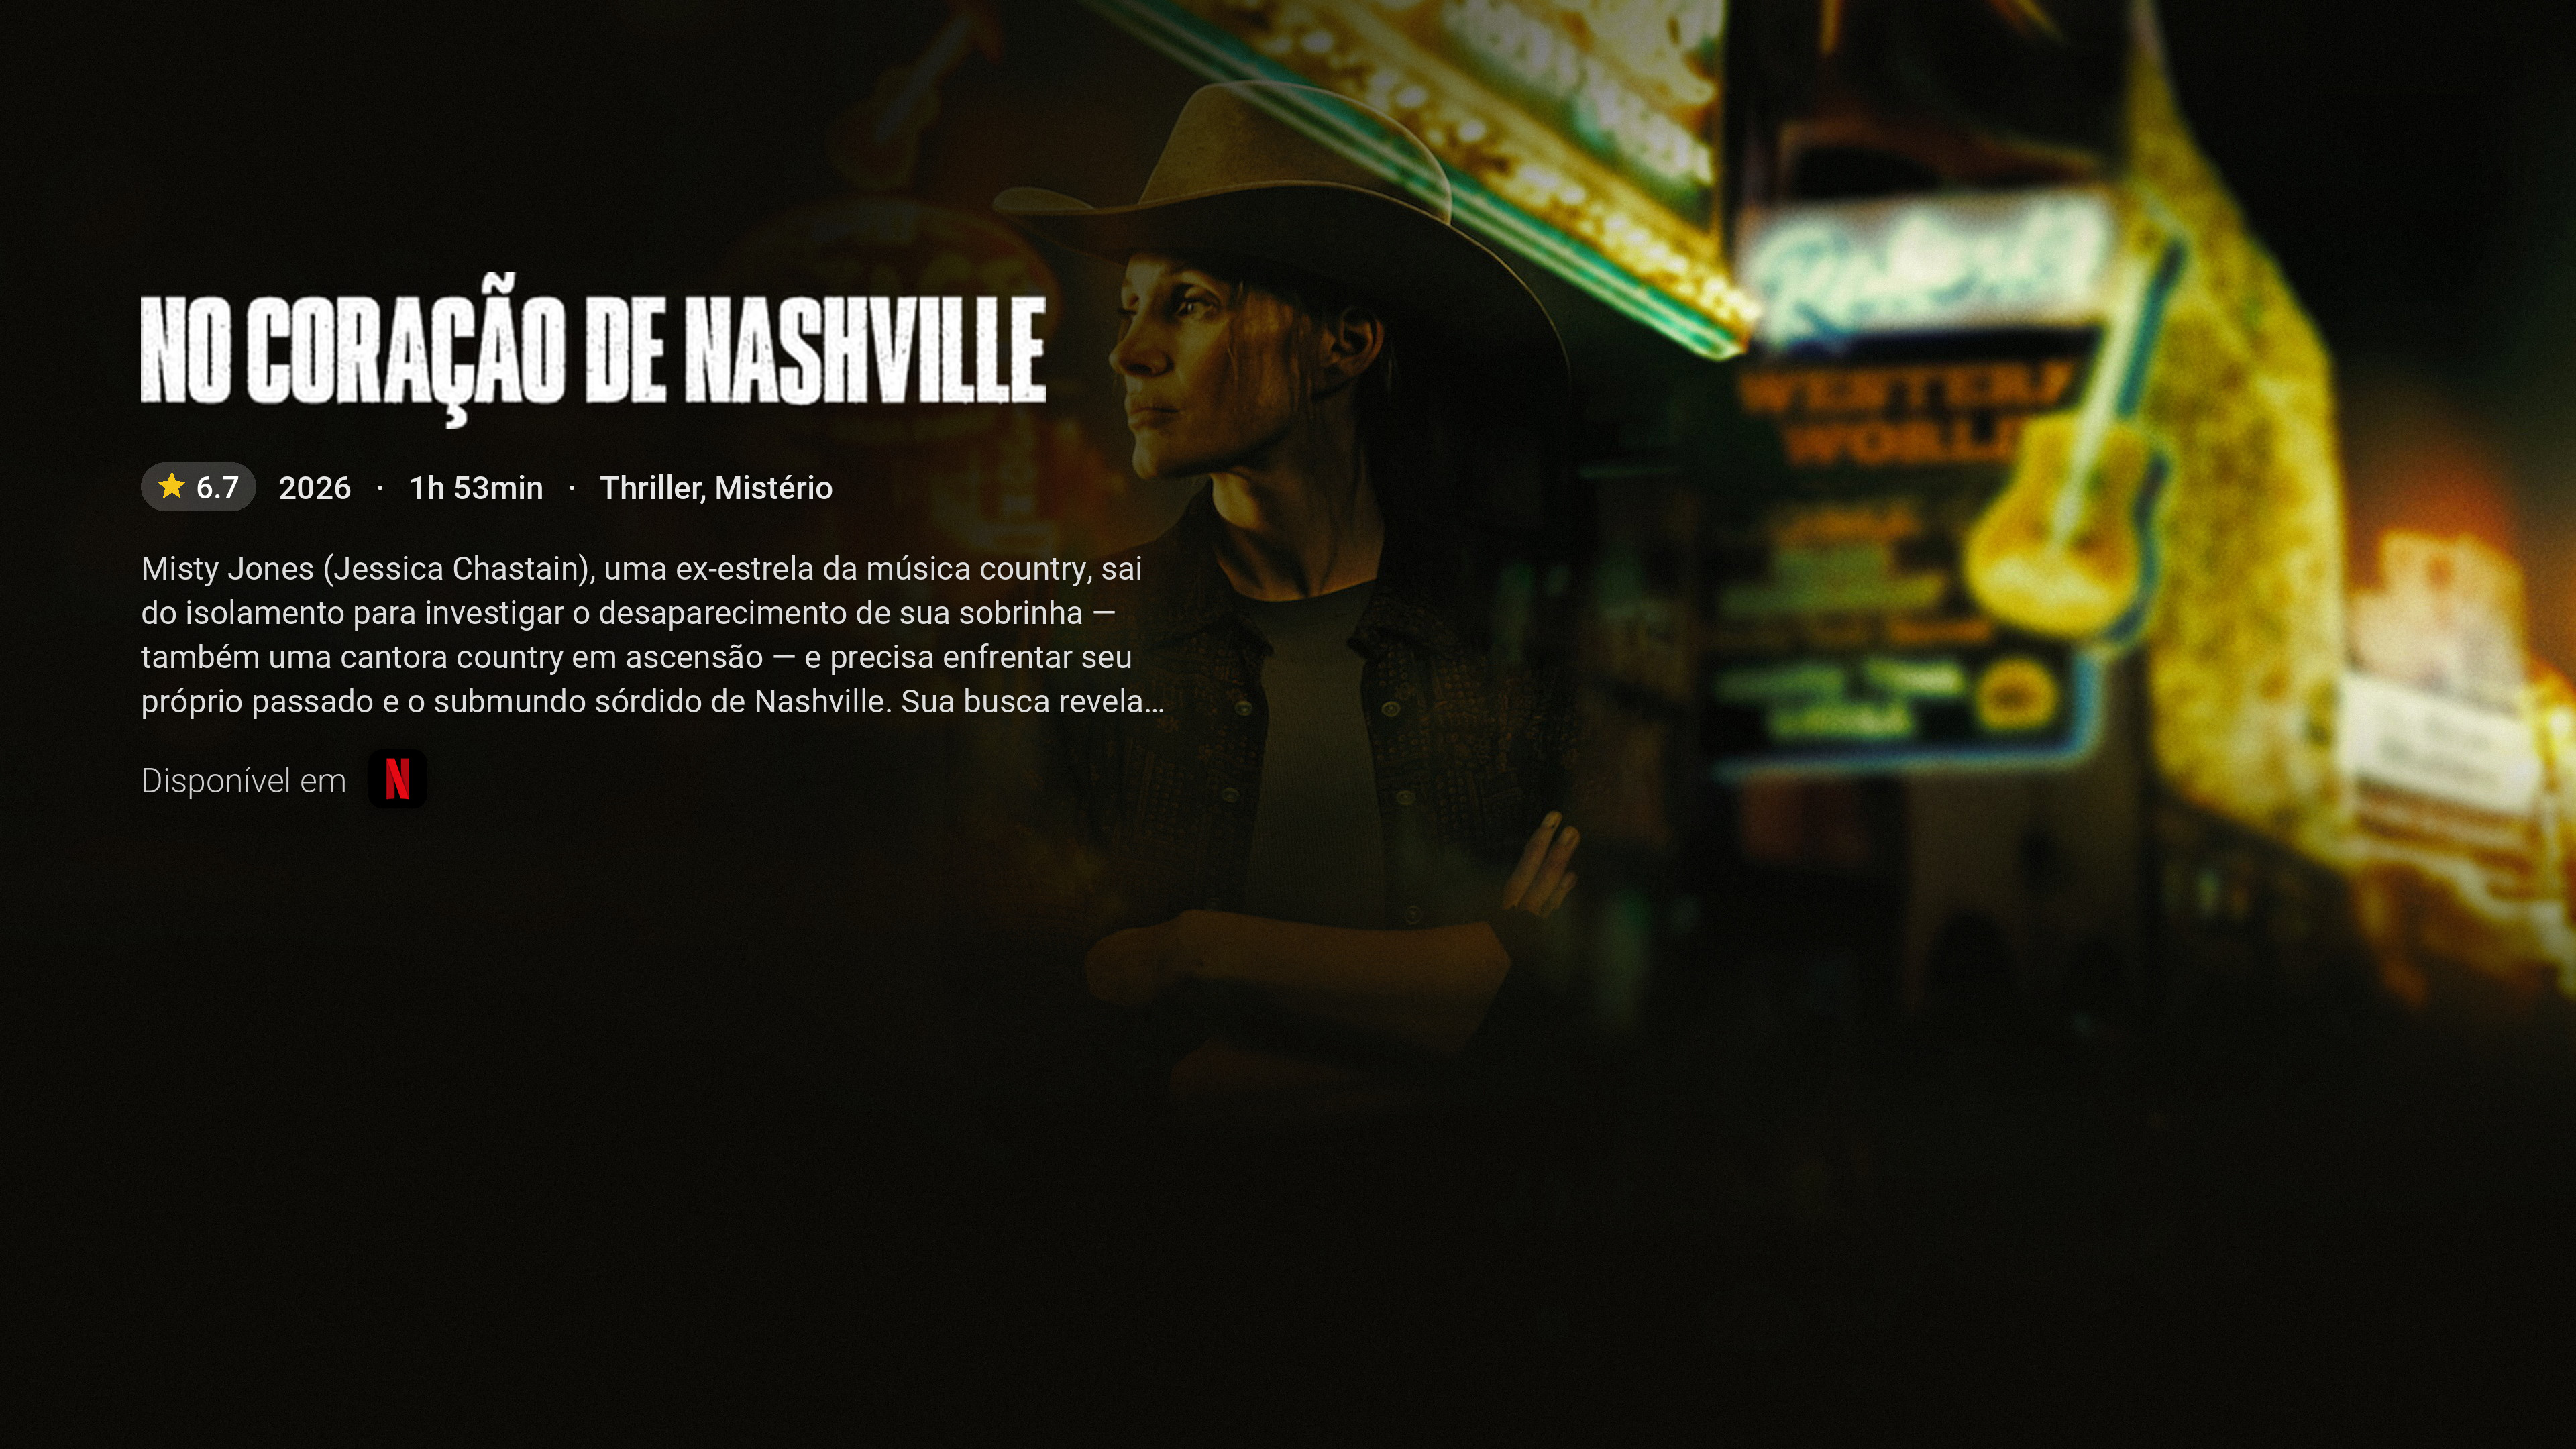 NO CORAÇÃO DE NASHVILLE
6.7 2026 · 1h 53min · Thriller, Mistério
Misty Jones (Jessica Chastain), uma ex-estrela da música country, sai
do isolamento para investigar o desaparecimento de sua sobrinha —
também uma cantora country em ascensão — e precisa enfrentar seu
próprio passado e o submundo sórdido de Nashville. Sua busca revela…
Disponível em N
WESTERN
WORLD